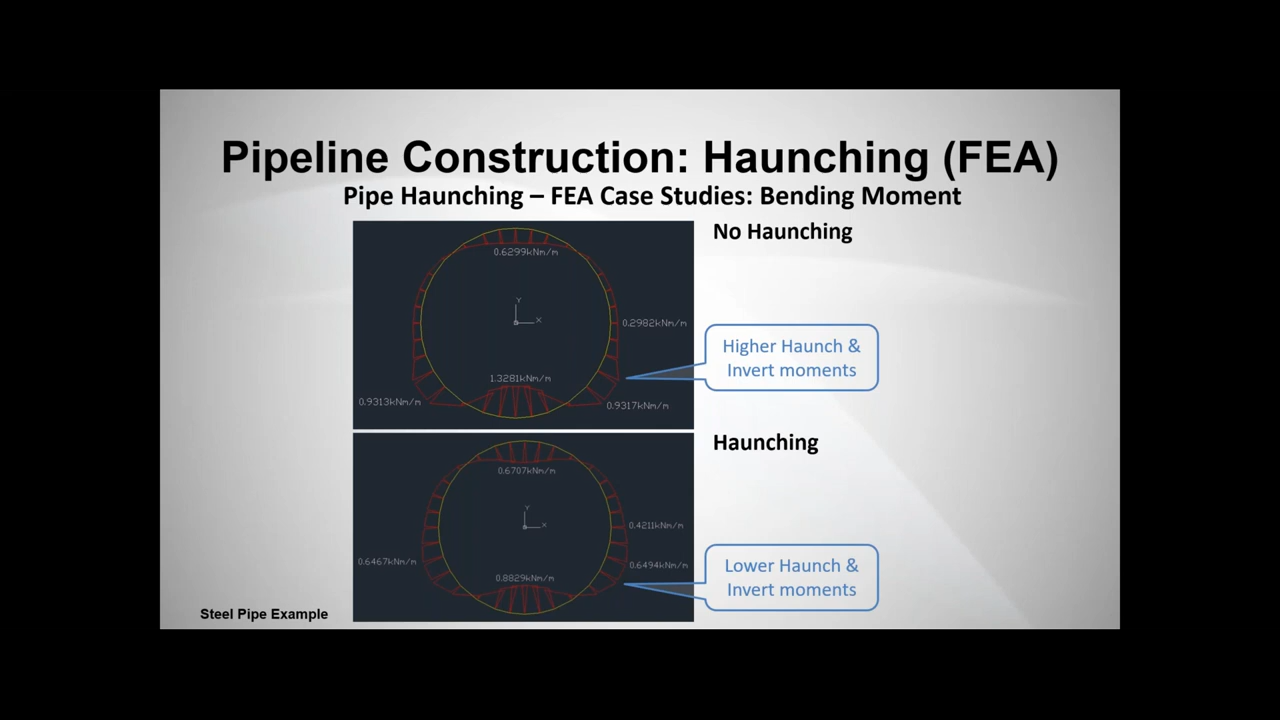 Pipeline Construction: Haunching (FEA)
Pipe Haunching – FEA Case Studies: Bending Moment
No Haunching
0.6299kNm/m
Y
X
0.2982kNm/m
Higher Haunch &
Invert moments
1.3281kNm/m
0.9313kNm/m
0.9317kNm/m
Haunching
0.6707kNm/m
Y
X
0.4211kNm/m
0.6467kNm/m
0.6494kNm/m
Lower Haunch &
Invert moments
0.8829kNm/m
Steel Pipe Example